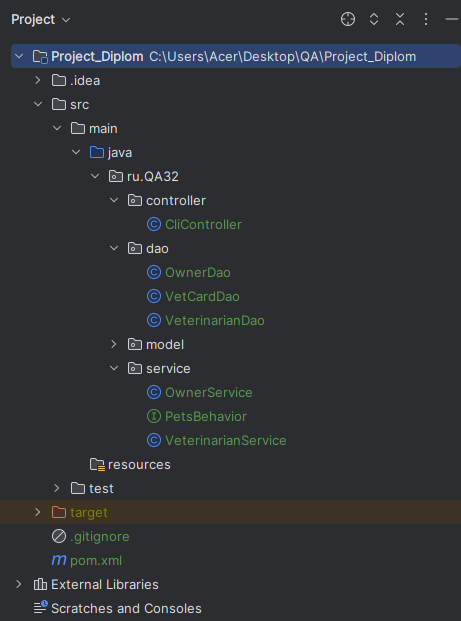 Project
Project_Diplom C:\Users\Acer\Desktop\QA\Project_Diplom
.idea
src
main
java
ru.QA32
controller
CliController
dao
OwnerDao
VetCardDao
VeterinarianDao
model
service
OwnerService
PetsBehavior
VeterinarianService
resources
test
target
.gitignore
pom.xml
External Libraries
Scratches and Consoles